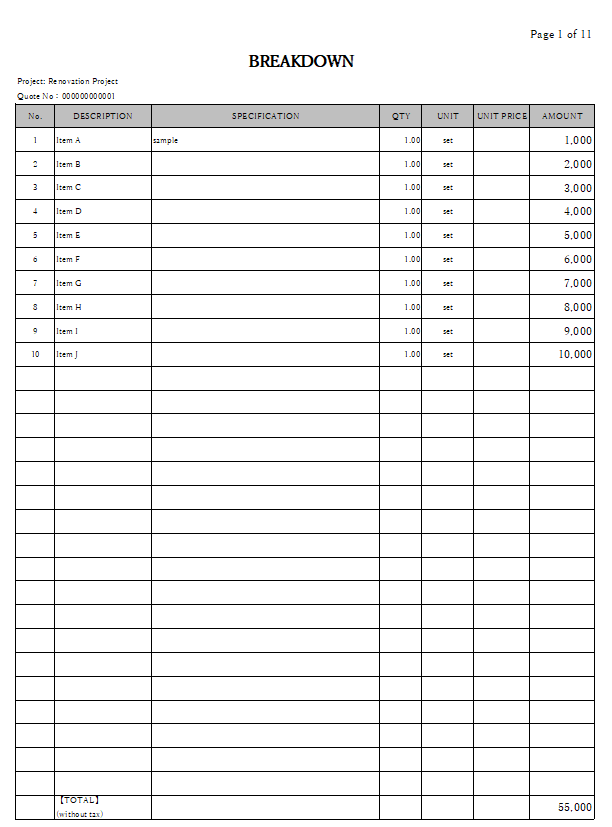 Page 1 of 11
BREAKDOWN
Project: Renovation Project
Quote No : 000000000001
No. DESCRIPTION SPECIFICATION QTY UNIT UNIT PRICE AMOUNT
1 Item A sample 1.00 set 1,000
2 Item B 1.00 set 2,000
3 Item C 1.00 set 3,000
4 Item D 1.00 set 4,000
5 Item E 1.00 set 5,000
6 Item F 1.00 set 6,000
7 Item G 1.00 set 7,000
8 Item H 1.00 set 8,000
9 Item I 1.00 set 9,000
10 Item J 1.00 set 10,000
【TOTAL】
(without tax) 55,000